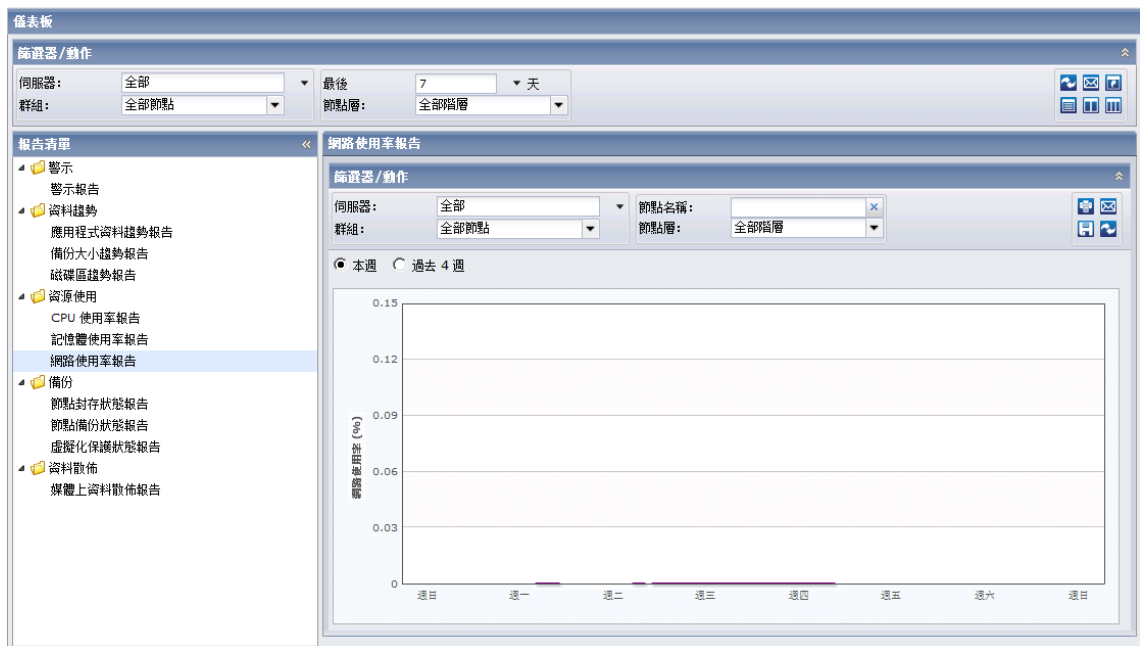 儀表板
篩選器/動作
伺服器: 全部 最後 7 天
群組: 全部節點 節點層: 全部階層
報告清單
警示
警示報告
資料趨勢
應用程式資料趨勢報告
備份大小趨勢報告
磁碟區趨勢報告
資源使用
CPU 使用率報告
記憶體使用率報告
網路使用率報告
備份
節點封存狀態報告
節點備份狀態報告
虛擬化保護狀態報告
資料散佈
媒體上資料散佈報告
網路使用率報告
篩選器/動作
伺服器: 全部 節點名稱:
群組: 全部節點 節點層: 全部階層
本週 過去 4 週
0.15
0.12
0.09
0.06
0.03
0
網路使用率 (%)
週日 週一 週二 週三 週四 週五 週六 週日